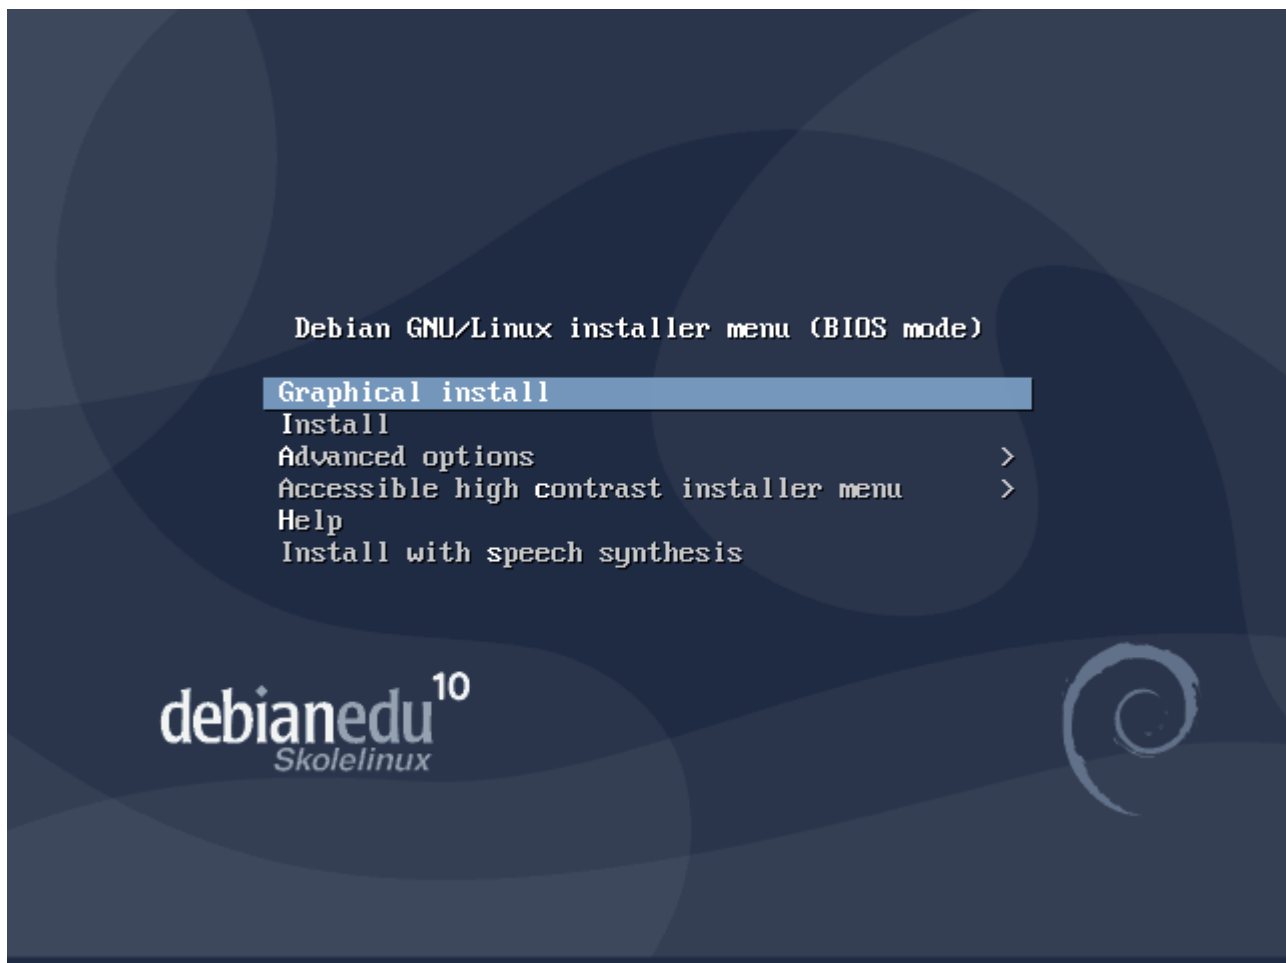 Debian GNU/Linux installer menu (BIOS mode)
Graphical install
Install
Advanced options >
Accessible high contrast installer menu >
Help
Install with speech synthesis
debianedu 10
Skolelinux